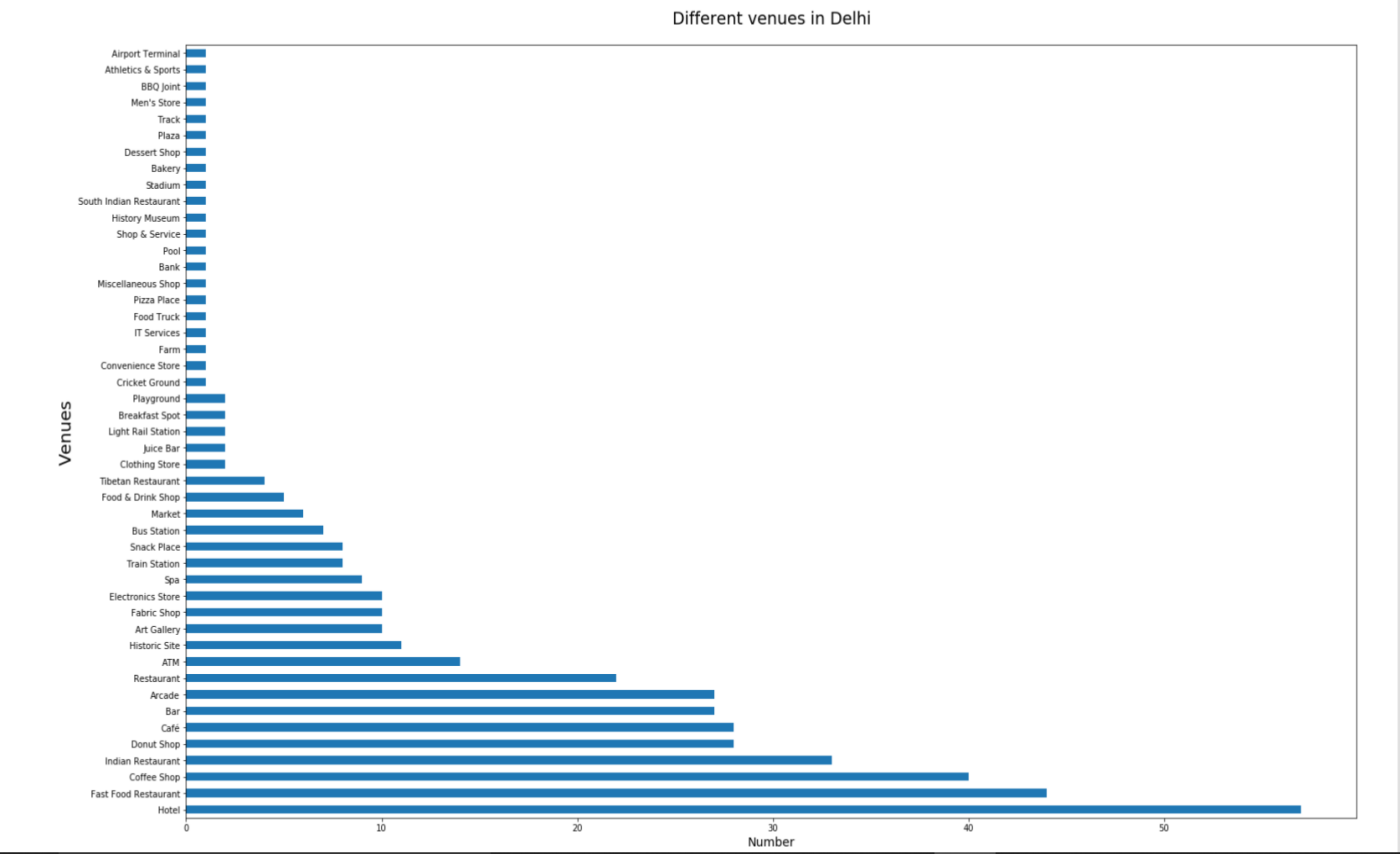 Different venues in Delhi
Airport Terminal
Athletics & Sports
BBQ Joint
Men's Store
Track
Plaza
Dessert Shop
Bakery
Stadium
South Indian Restaurant
History Museum
Shop & Service
Pool
Bank
Miscellaneous Shop
Pizza Place
Food Truck
IT Services
Farm
Convenience Store
Cricket Ground
Playground
Breakfast Spot
Light Rail Station
Juice Bar
Clothing Store
Tibetan Restaurant
Food & Drink Shop
Market
Bus Station
Snack Place
Train Station
Spa
Electronics Store
Fabric Shop
Art Gallery
Historic Site
ATM
Restaurant
Arcade
Bar
Café
Donut Shop
Indian Restaurant
Coffee Shop
Fast Food Restaurant
Hotel
Venues
0 10 20 30 40 50
Number